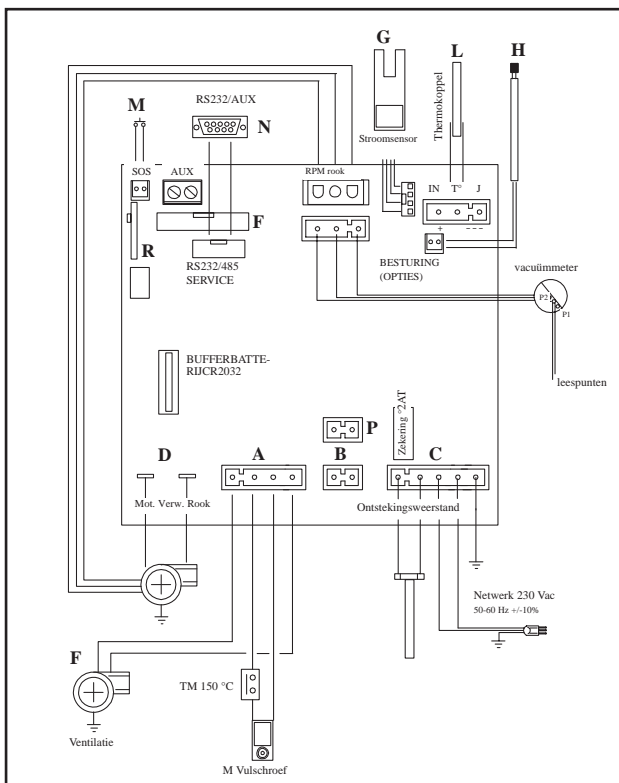 G
L
H
RS232/AUX
M
N
Thermokoppel
Stroomsensor
SOS
AUX
RPM rook
IN T° J
F
+ ---
R
RS232/485
SERVICE
BESTURING
(OPTIES)
vacuümmeter
P2
P1
leespunten
BUFFERBATTE-
RIJCR2032
Zekering °2AT
P
D
A
B
C
Mot. Verw. Rook
Ontstekingsweerstand
Netwerk 230 Vac
50-60 Hz +/-10%
F
TM 150 °C
Ventilatie
M Vulschroef